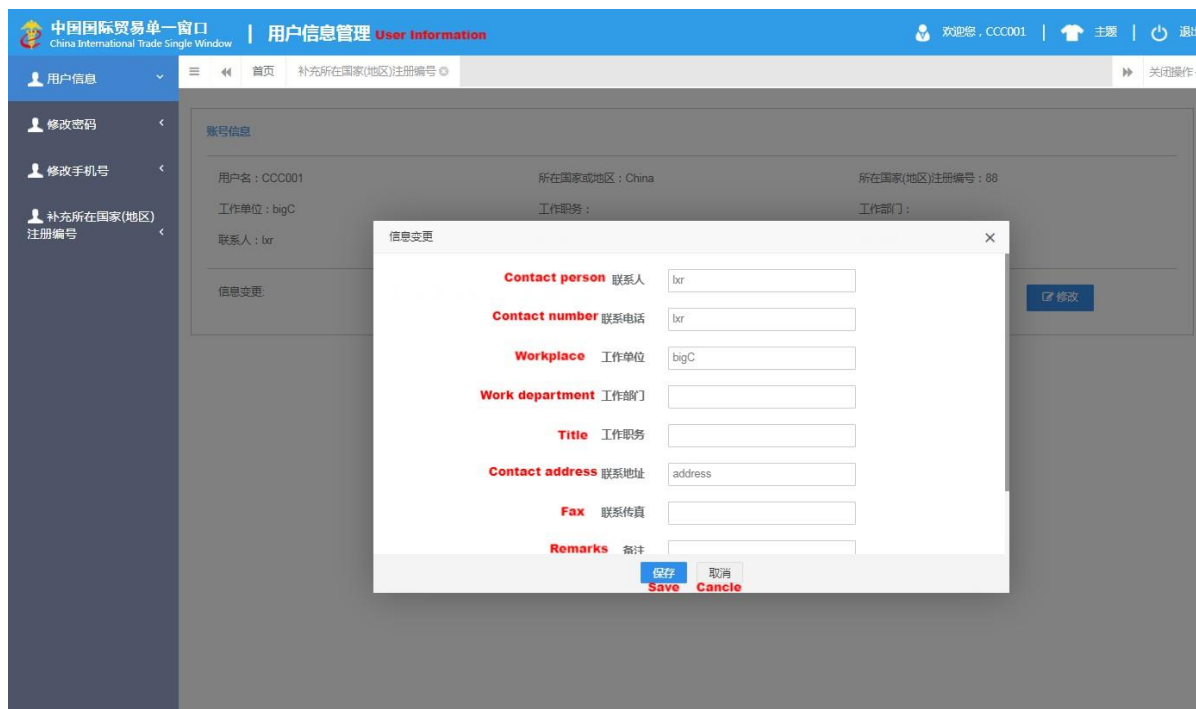 中国国际贸易单一窗口 | 用户信息管理 User Information
China International Trade Single Window
欢迎您，CCC001 | 主题 | 退出
用户信息
首页 补充所在国家(地区)注册编号
关闭操作
修改密码
修改手机号
补充所在国家(地区)
注册编号
账号信息
用户名：CCC001 所在国家或地区：China 所在国家(地区)注册编号：88
工作单位：bigC 工作职务： 工作部门：
联系人：lxr
信息变更:
修改
信息变更
Contact person 联系人 lxr
Contact number 联系电话 lxr
Workplace 工作单位 bigC
Work department 工作部门
Title 工作职务
Contact address 联系地址 address
Fax 联系传真
Remarks 备注
保存 取消
Save Cancle